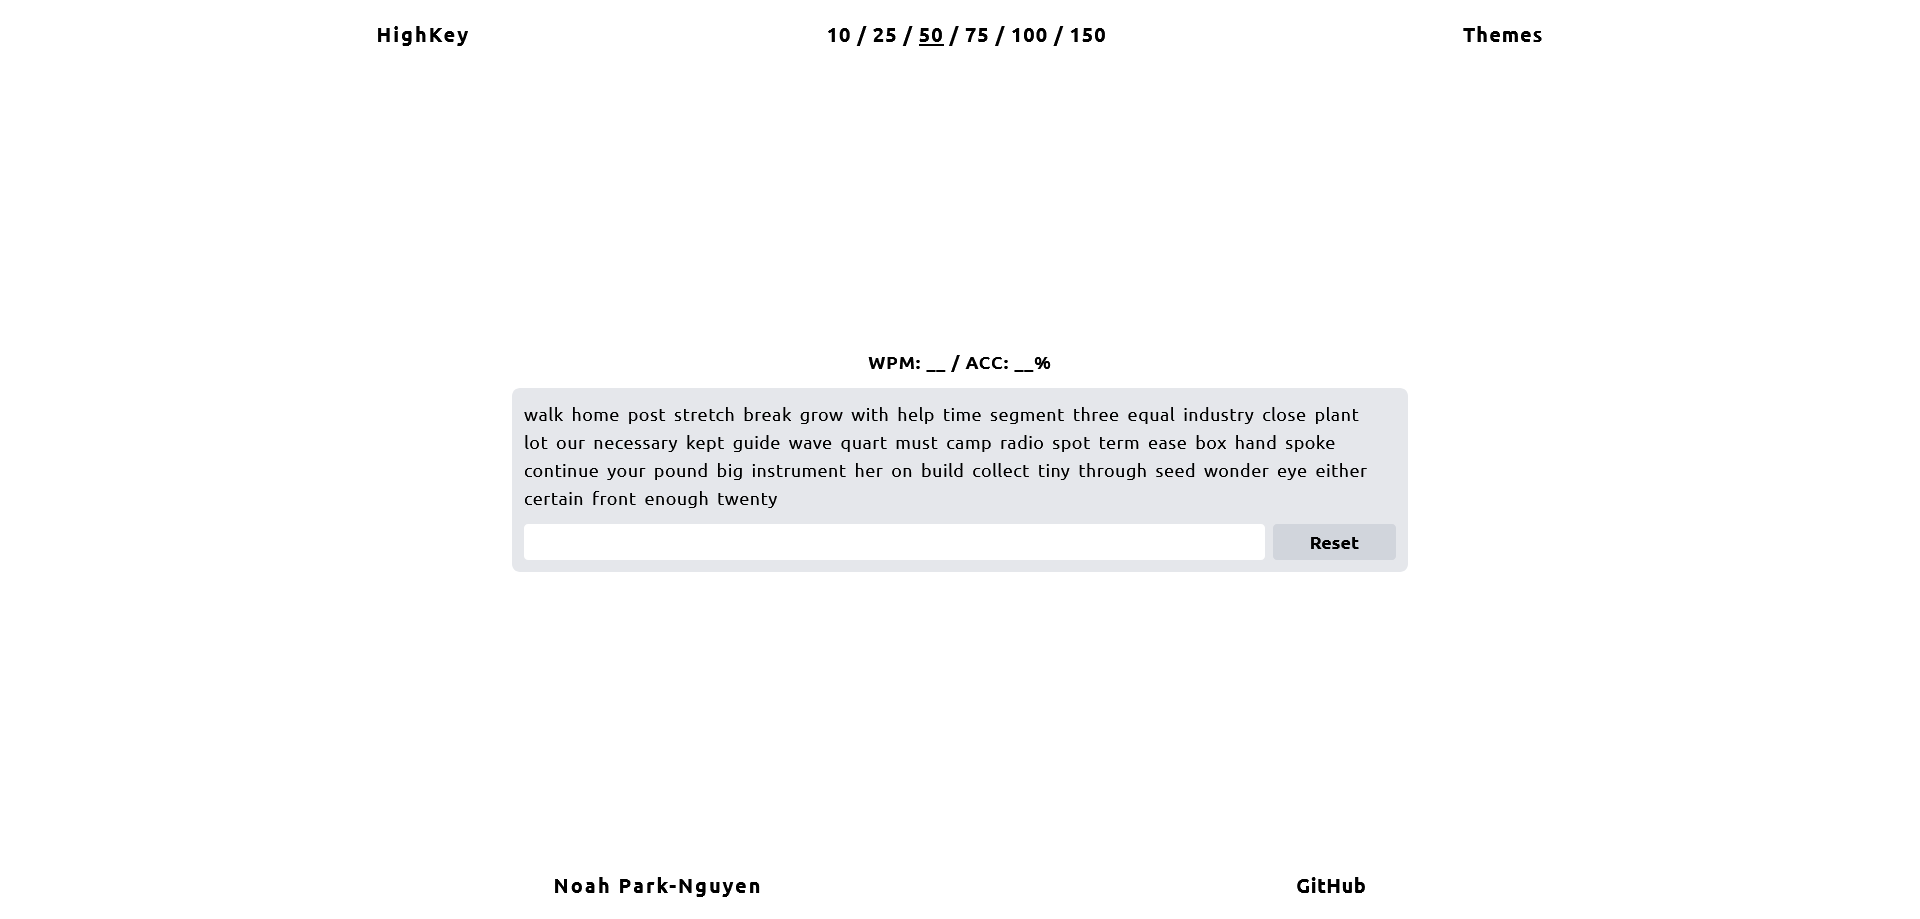 HighKey
10 / 25 / 50 / 75 / 100 / 150
Themes
WPM: __ / ACC: __%
walk home post stretch break grow with help time segment three equal industry close plant
lot our necessary kept guide wave quart must camp radio spot term ease box hand spoke
continue your pound big instrument her on build collect tiny through seed wonder eye either
certain front enough twenty
Reset
Noah Park-Nguyen
GitHub